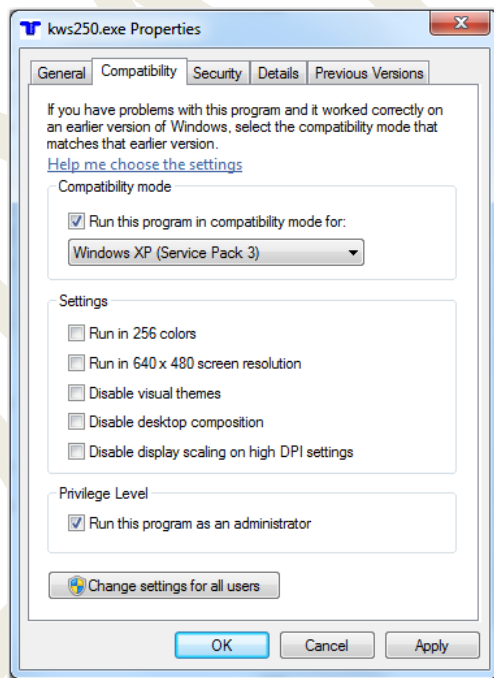 kws250.exe Properties
General Compatibility Security Details Previous Versions
If you have problems with this program and it worked correctly on
an earlier version of Windows, select the compatibility mode that
matches that earlier version.
Help me choose the settings
Compatibility mode
Run this program in compatibility mode for:
Windows XP (Service Pack 3)
Settings
Run in 256 colors
Run in 640 x 480 screen resolution
Disable visual themes
Disable desktop composition
Disable display scaling on high DPI settings
Privilege Level
Run this program as an administrator
Change settings for all users
OK Cancel Apply